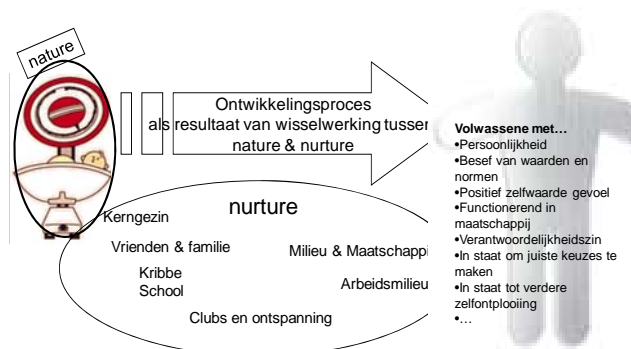 nature
Ontwikkelingsproces
als resultaat van wisselwerking tussen
nature & nurture
nurture
Kerngezin
Vrienden & familie
Milieu & Maatschappi
Kribbe
School
Arbeidsmilieu
Clubs en ontspanning
Volwassene met…
•Persoonlijkheid
•Besef van waarden en
normen
•Positief zelfwaarde gevoel
•Functionerend in
maatschappij
•Verantwoordelijkheidszin
•In staat om juiste keuzes te
maken
•In staat tot verdere
zelfontplooiing
•…